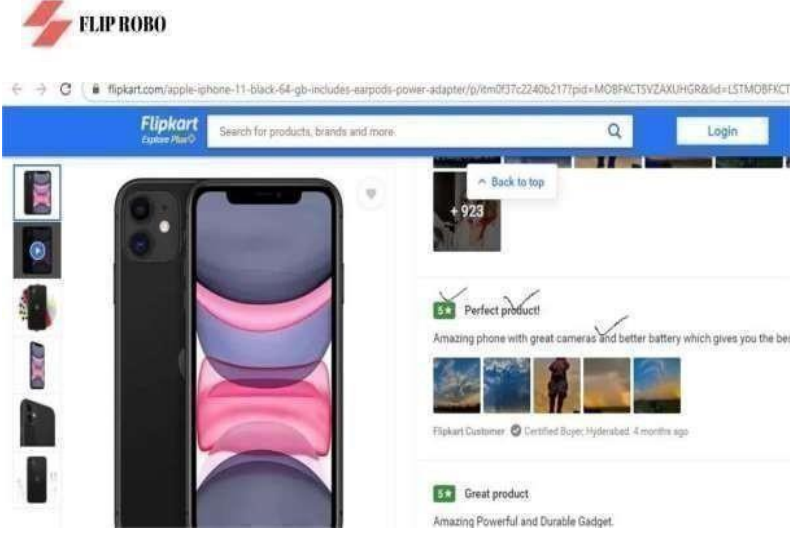 FLIP ROBO
flipkart.com/apple-iphone-11-black-64-gb-includes-earpods-power-adapter/p/itm0f37c2240b217?pid=MOBFKCTSVZAXUHGR&lid=LSTMOBFKCT
Flipkart
Explore Plus
Search for products, brands and more
Login
Back to top
+ 923
5★ Perfect product!
Amazing phone with great cameras and better battery which gives you the be
Flipkart Customer Certified Buyer, Hyderabad 4 months ago
5★ Great product
Amazing Powerful and Durable Gadget.